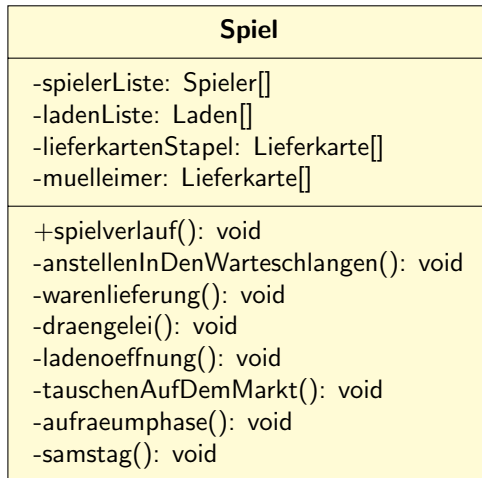 Spiel
-spielerListe: Spieler[]
-ladenListe: Laden[]
-lieferkartenStapel: Lieferkarte[]
-muelleimer: Lieferkarte[]
+spielverlauf(): void
-anstellenInDenWarteschlangen(): void
-warenlieferung(): void
-draengelei(): void
-ladenoeffnung(): void
-tauschenAufDemMarkt(): void
-aufraeumphase(): void
-samstag(): void